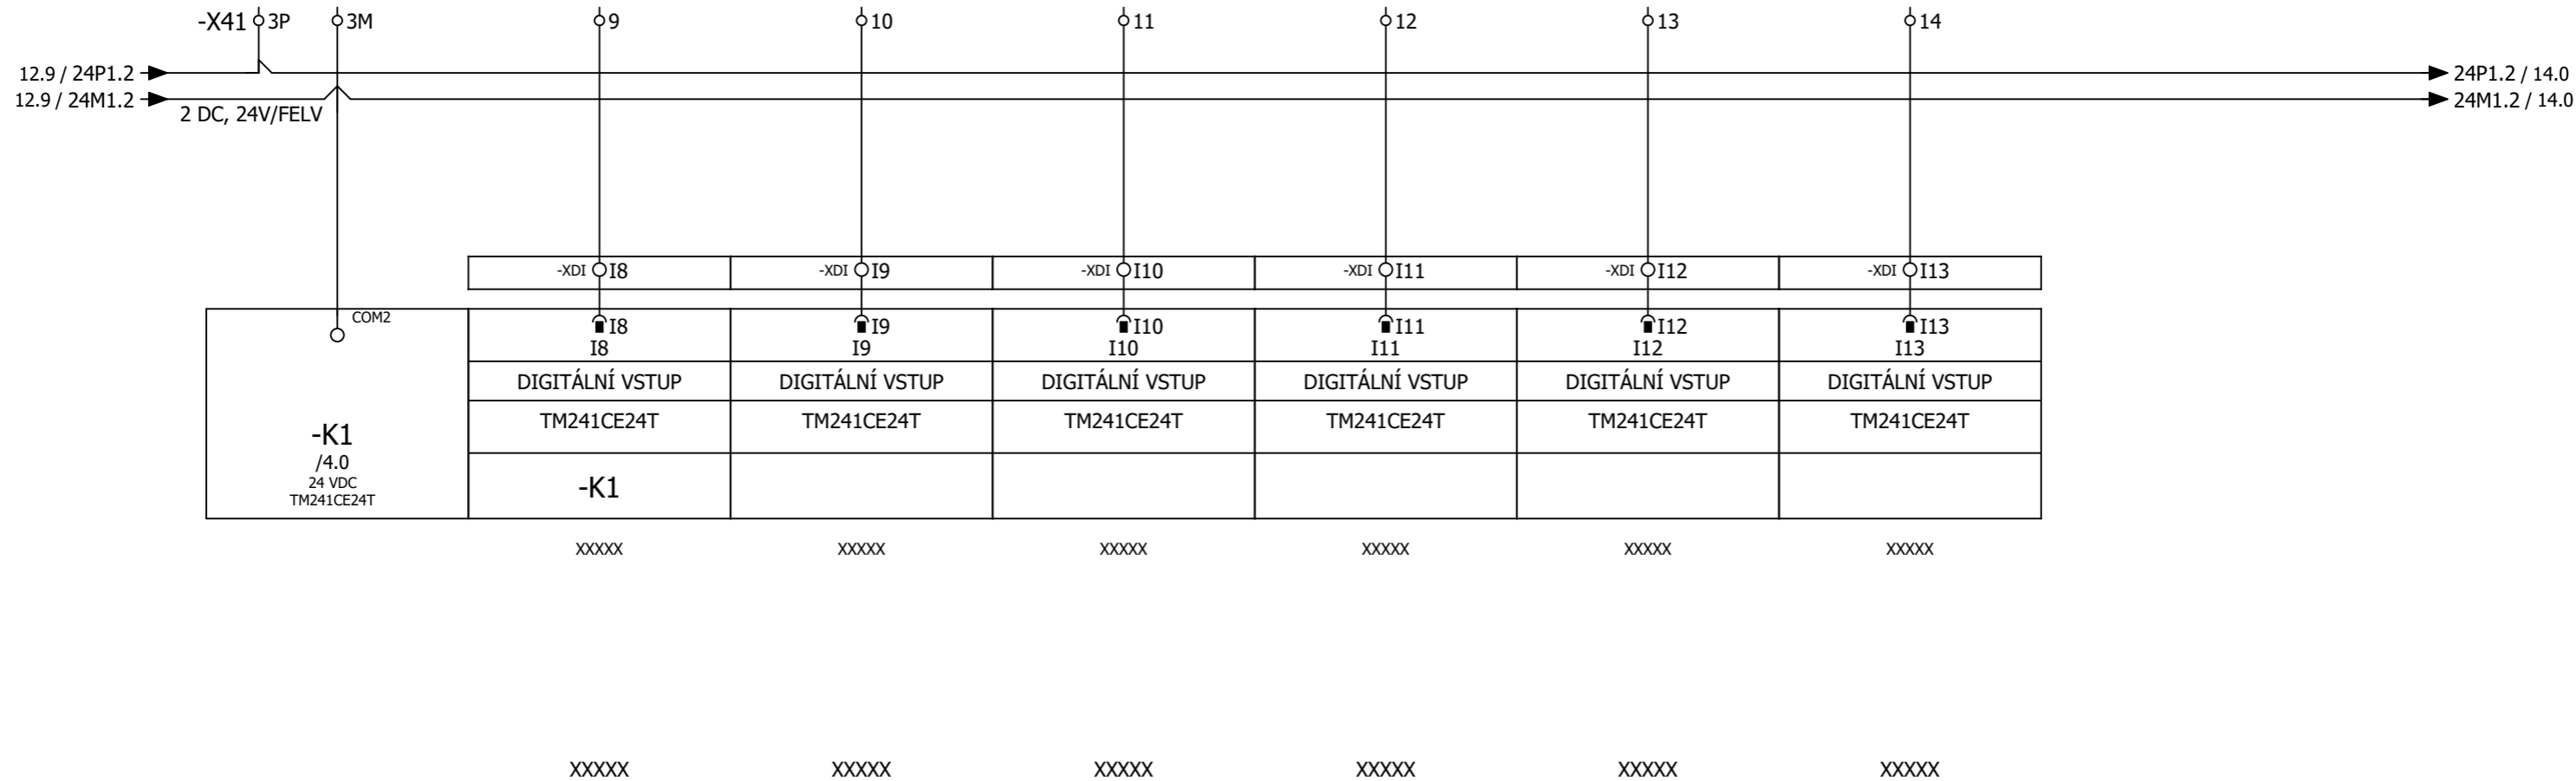 -X41 3P 3M 9 10 11 12 13 14
12.9 / 24P1.2 24P1.2 / 14.0
12.9 / 24M1.2 24M1.2 / 14.0
2 DC, 24V/FELV
-XDI I8 -XDI I9 -XDI I10 -XDI I11 -XDI I12 -XDI I13
COM2 I8 I9 I10 I11 I12 I13
I8 I9 I10 I11 I12 I13
DIGITÁLNÍ VSTUP DIGITÁLNÍ VSTUP DIGITÁLNÍ VSTUP DIGITÁLNÍ VSTUP DIGITÁLNÍ VSTUP DIGITÁLNÍ VSTUP
TM241CE24T TM241CE24T TM241CE24T TM241CE24T TM241CE24T TM241CE24T
-K1
/4.0
24 VDC
TM241CE24T
-K1
XXXXX XXXXX XXXXX XXXXX XXXXX XXXXX
XXXXX XXXXX XXXXX XXXXX XXXXX XXXXX